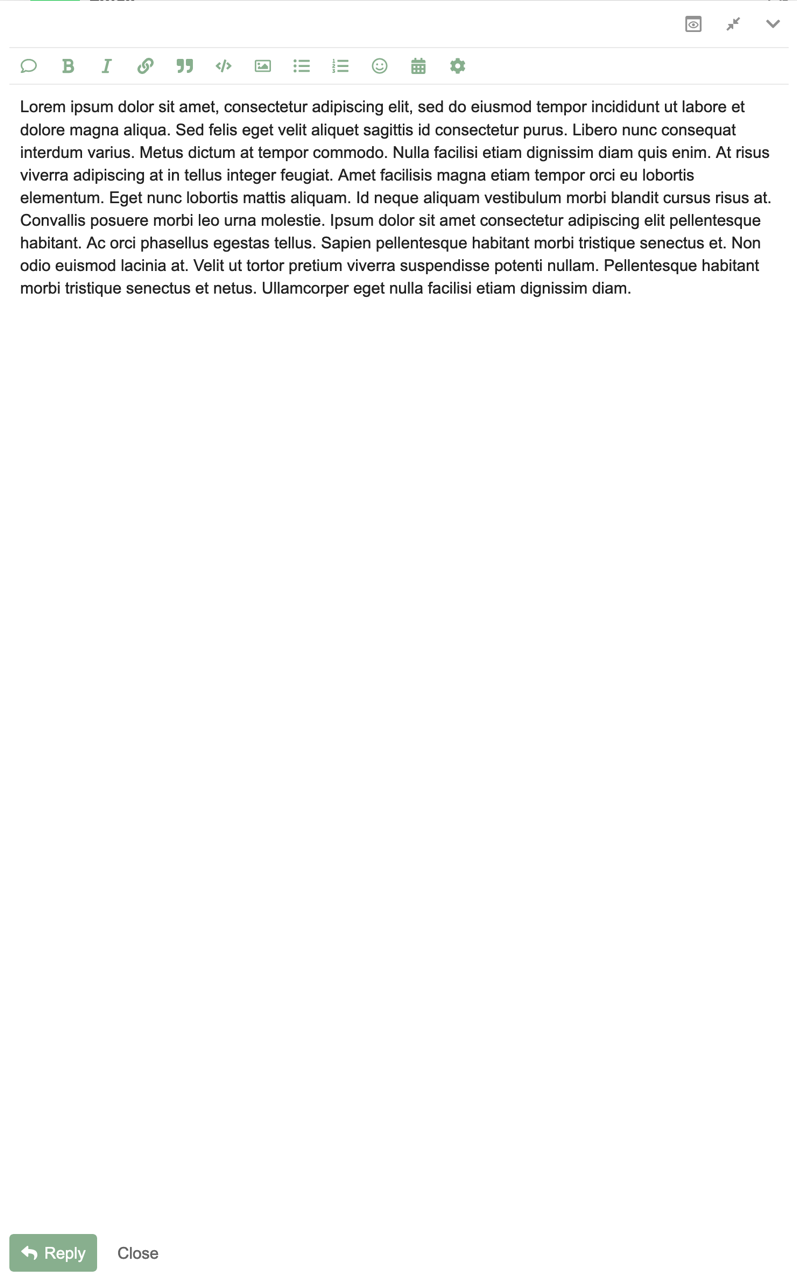 Lorem ipsum dolor sit amet, consectetur adipiscing elit, sed do eiusmod tempor incididunt ut labore et
dolore magna aliqua. Sed felis eget velit aliquet sagittis id consectetur purus. Libero nunc consequat
interdum varius. Metus dictum at tempor commodo. Nulla facilisi etiam dignissim diam quis enim. At risus
viverra adipiscing at in tellus integer feugiat. Amet facilisis magna etiam tempor orci eu lobortis
elementum. Eget nunc lobortis mattis aliquam. Id neque aliquam vestibulum morbi blandit cursus risus at.
Convallis posuere morbi leo urna molestie. Ipsum dolor sit amet consectetur adipiscing elit pellentesque
habitant. Ac orci phasellus egestas tellus. Sapien pellentesque habitant morbi tristique senectus et. Non
odio euismod lacinia at. Velit ut tortor pretium viverra suspendisse potenti nullam. Pellentesque habitant
morbi tristique senectus et netus. Ullamcorper eget nulla facilisi etiam dignissim diam.
Reply Close